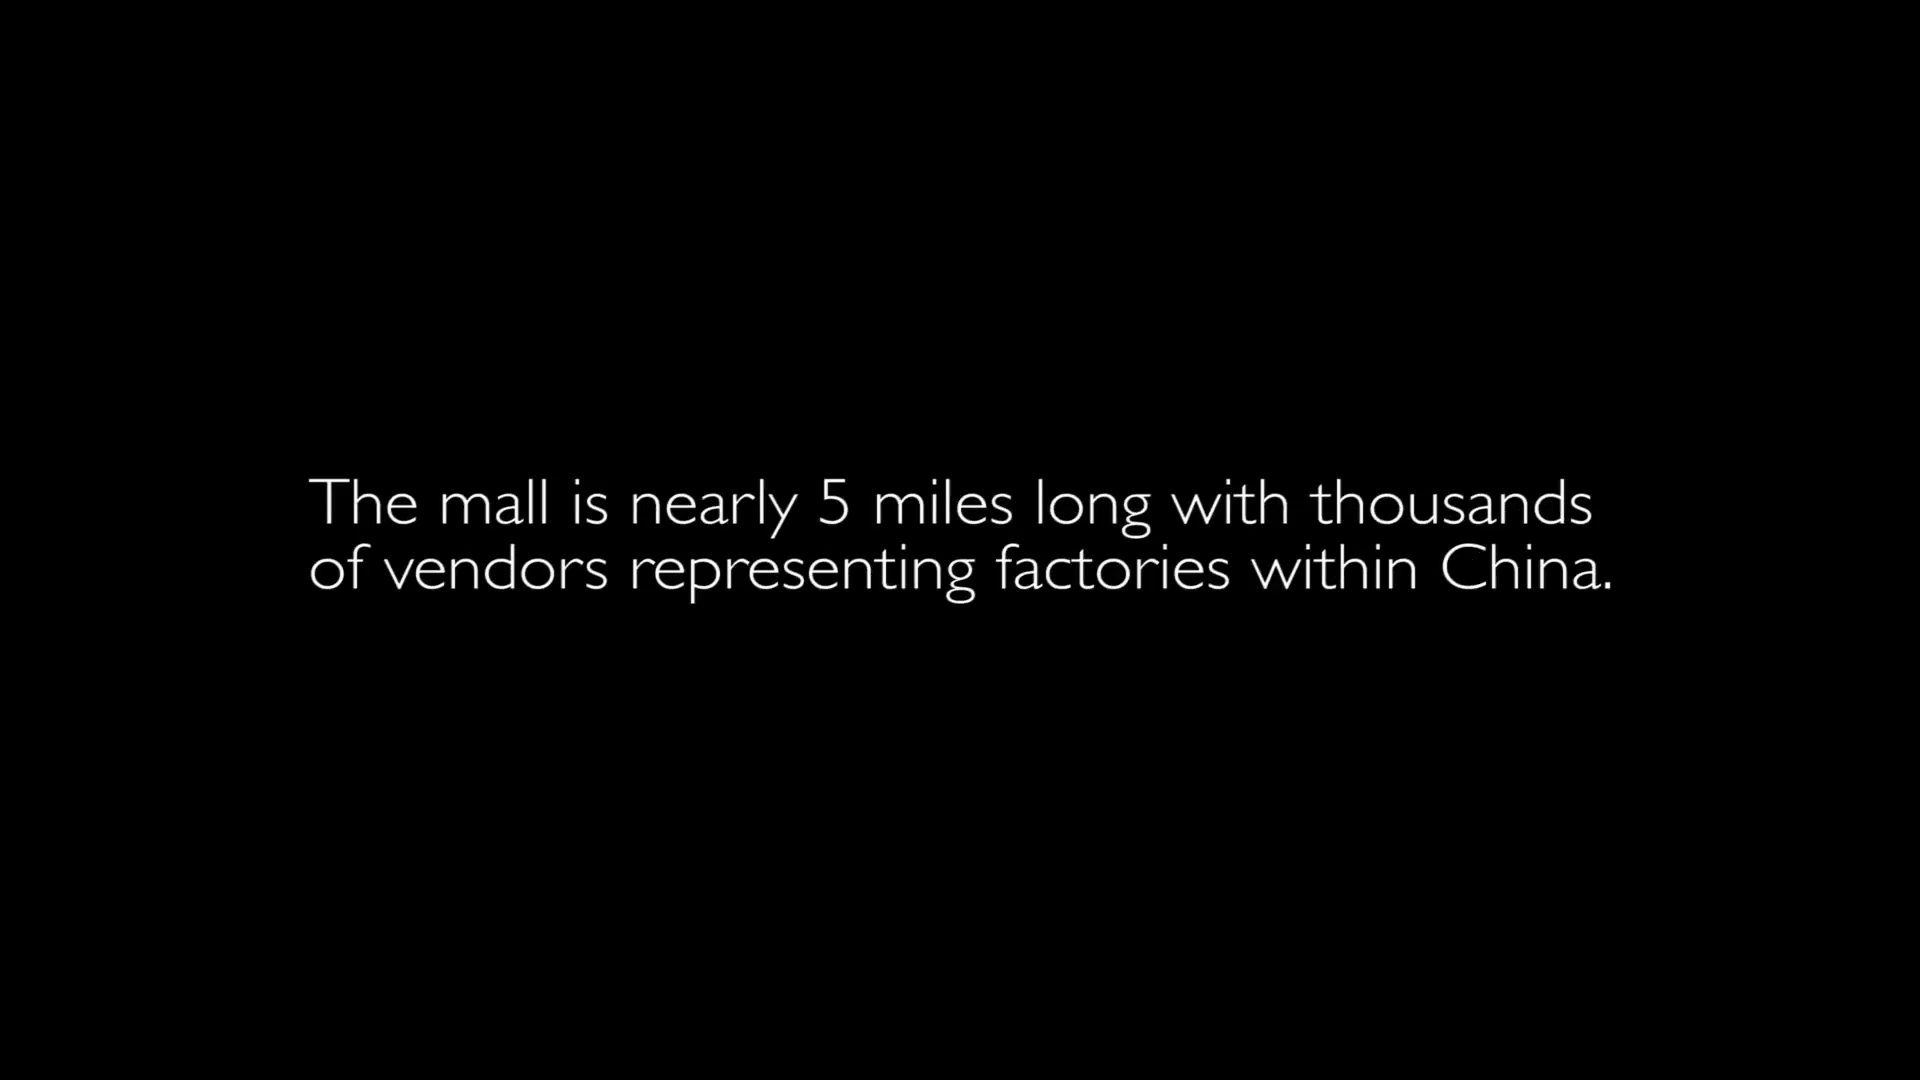 The mall is nearly 5 miles long with thousands
of vendors representing factories within China.